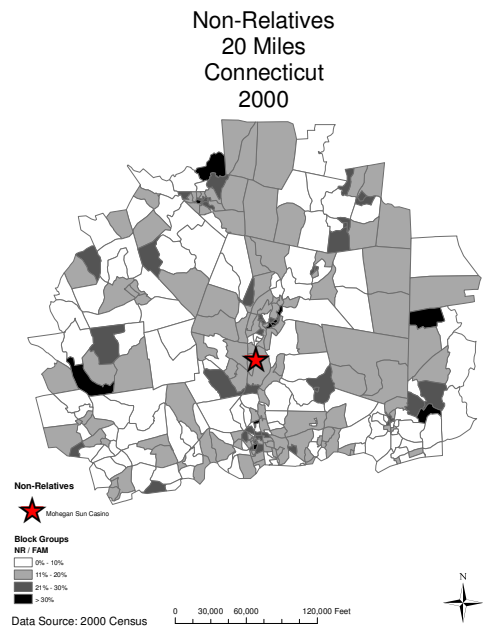 Non-Relatives
20 Miles
Connecticut
2000
Non-Relatives
Mohegan Sun Casino
Block Groups
NR / FAM
0% - 10%
11% - 20%
21% - 30%
> 30%
N
0 30,000 60,000 120,000 Feet
Data Source: 2000 Census